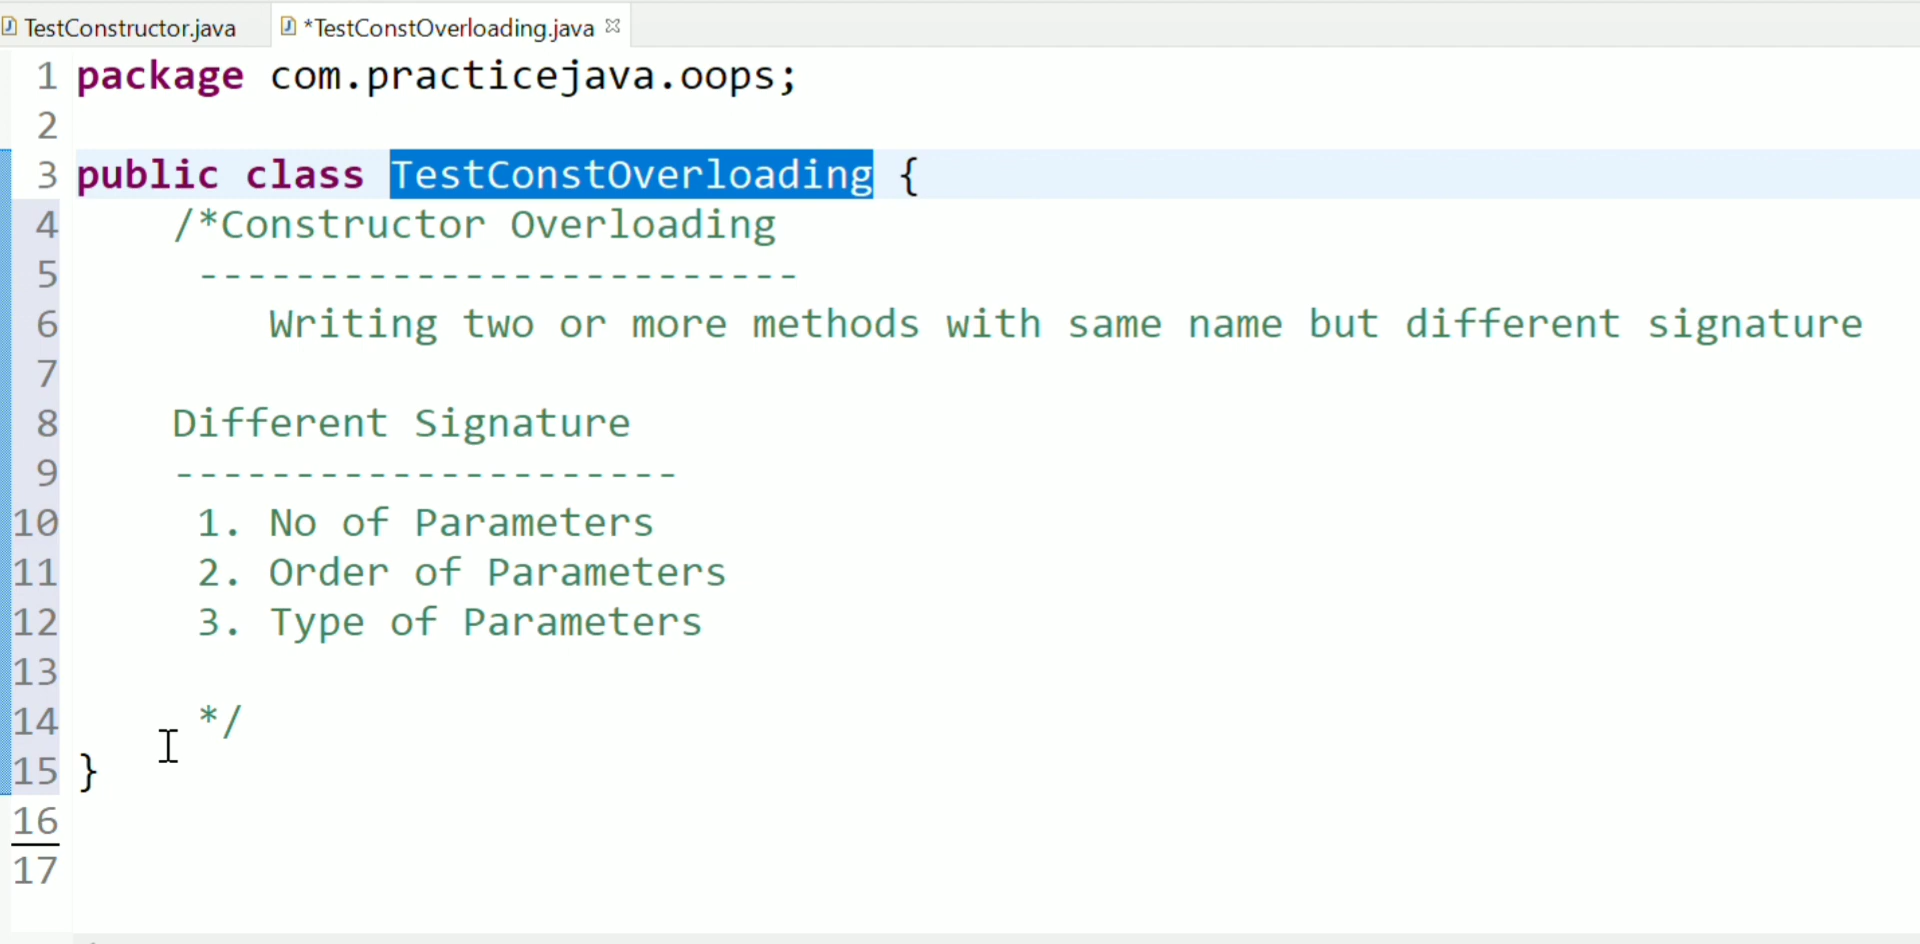 TestConstructor.java
*TestConstOverloading.java
1 package com.practicejava.oops;
2
3 public class TestConstOverloading {
4 /*Constructor Overloading
5 -------------------------
6 Writing two or more methods with same name but different signature
7
8 Different Signature
9 ---------------------
10 1. No of Parameters
11 2. Order of Parameters
12 3. Type of Parameters
13
14 */
15 }
16
17